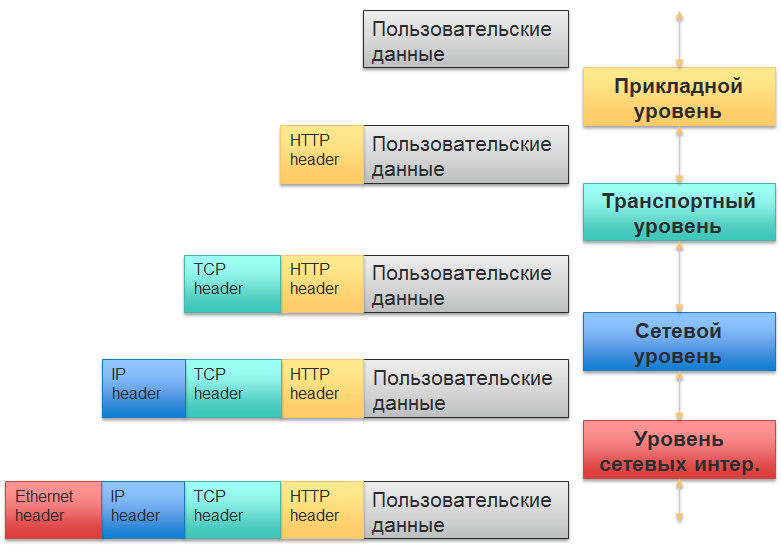 Пользовательские
данные
Прикладной
уровень
HTTP
header
Пользовательские
данные
Транспортный
уровень
TCP
header
HTTP
header
Пользовательские
данные
Сетевой
уровень
IP
header
TCP
header
HTTP
header
Пользовательские
данные
Уровень
сетевых интер.
Ethernet
header
IP
header
TCP
header
HTTP
header
Пользовательские
данные